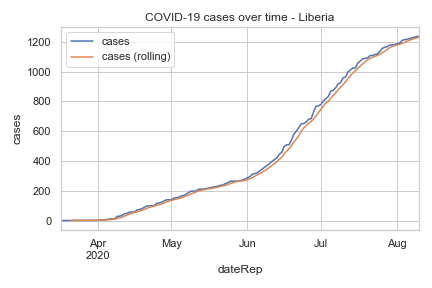 COVID-19 cases over time - Liberia
cases
cases (rolling)
1200
1000
800
600
400
200
0
cases
Apr
2020
May
Jun
Jul
Aug
dateRep